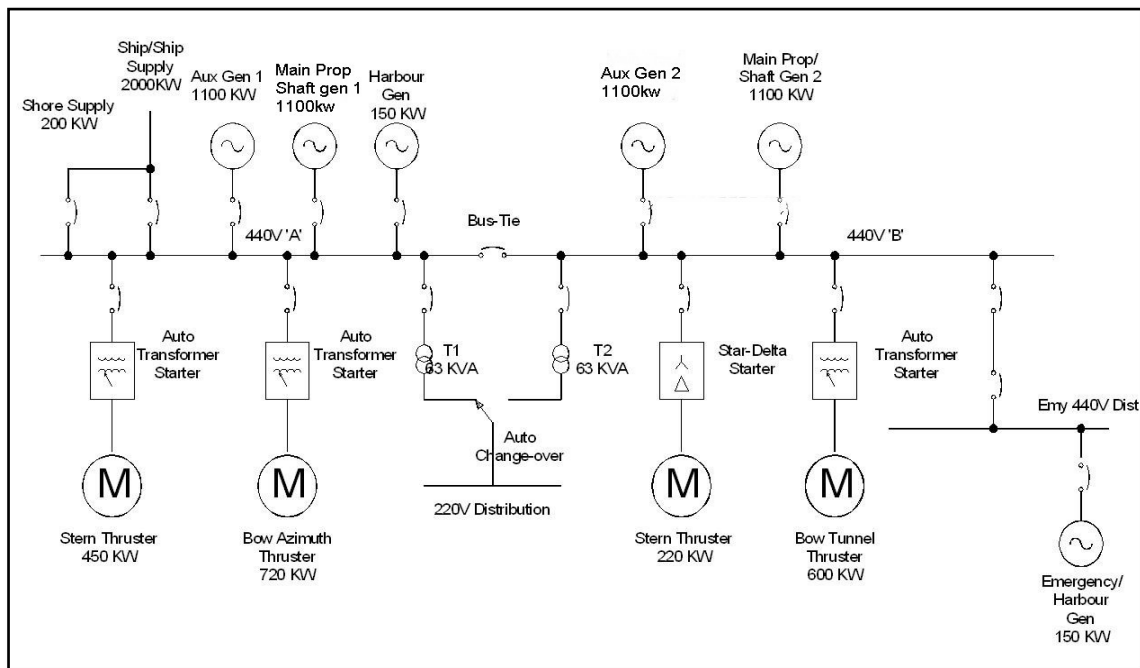 Ship/Ship
Supply
2000KW
Shore Supply
200 KW
Aux Gen 1
1100 KW
Main Prop
Shaft gen 1
1100kw
Harbour
Gen
150 KW
Aux Gen 2
1100kw
Main Prop/
Shaft Gen 2
1100 KW
440V 'A'
Bus-Tie
440V 'B'
Auto
Transformer
Starter
Auto
Transformer
Starter
T1
63 KVA
T2
63 KVA
Star-Delta
Starter
Auto
Transformer
Starter
Emy 440V Dist
Auto
Change-over
220V Distribution
M
Stern Thruster
450 KW
M
Bow Azimuth
Thruster
720 KW
M
Stern Thruster
220 KW
M
Bow Tunnel
Thruster
600 KW
Emergency/
Harbour
Gen
150 KW